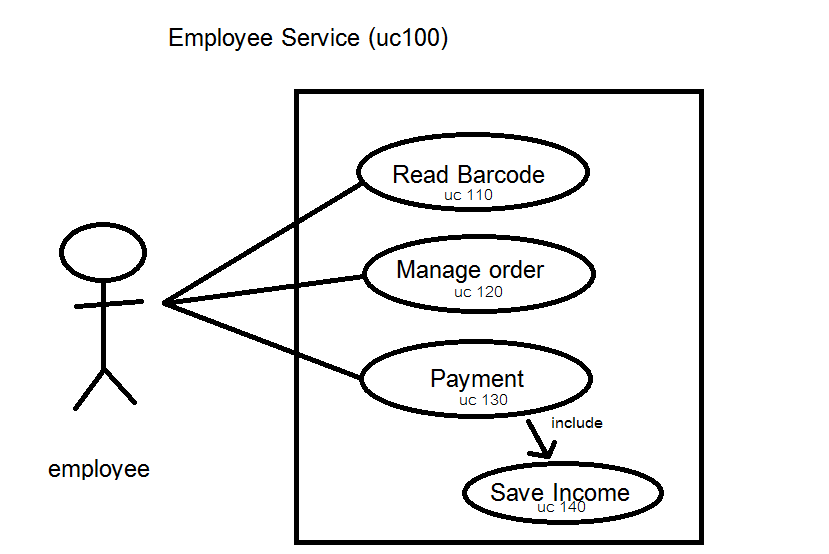 Employee Service (uc100)
Read Barcode
uc 110
Manage order
uc 120
Payment
uc 130
include
employee
Save Income
uc 140